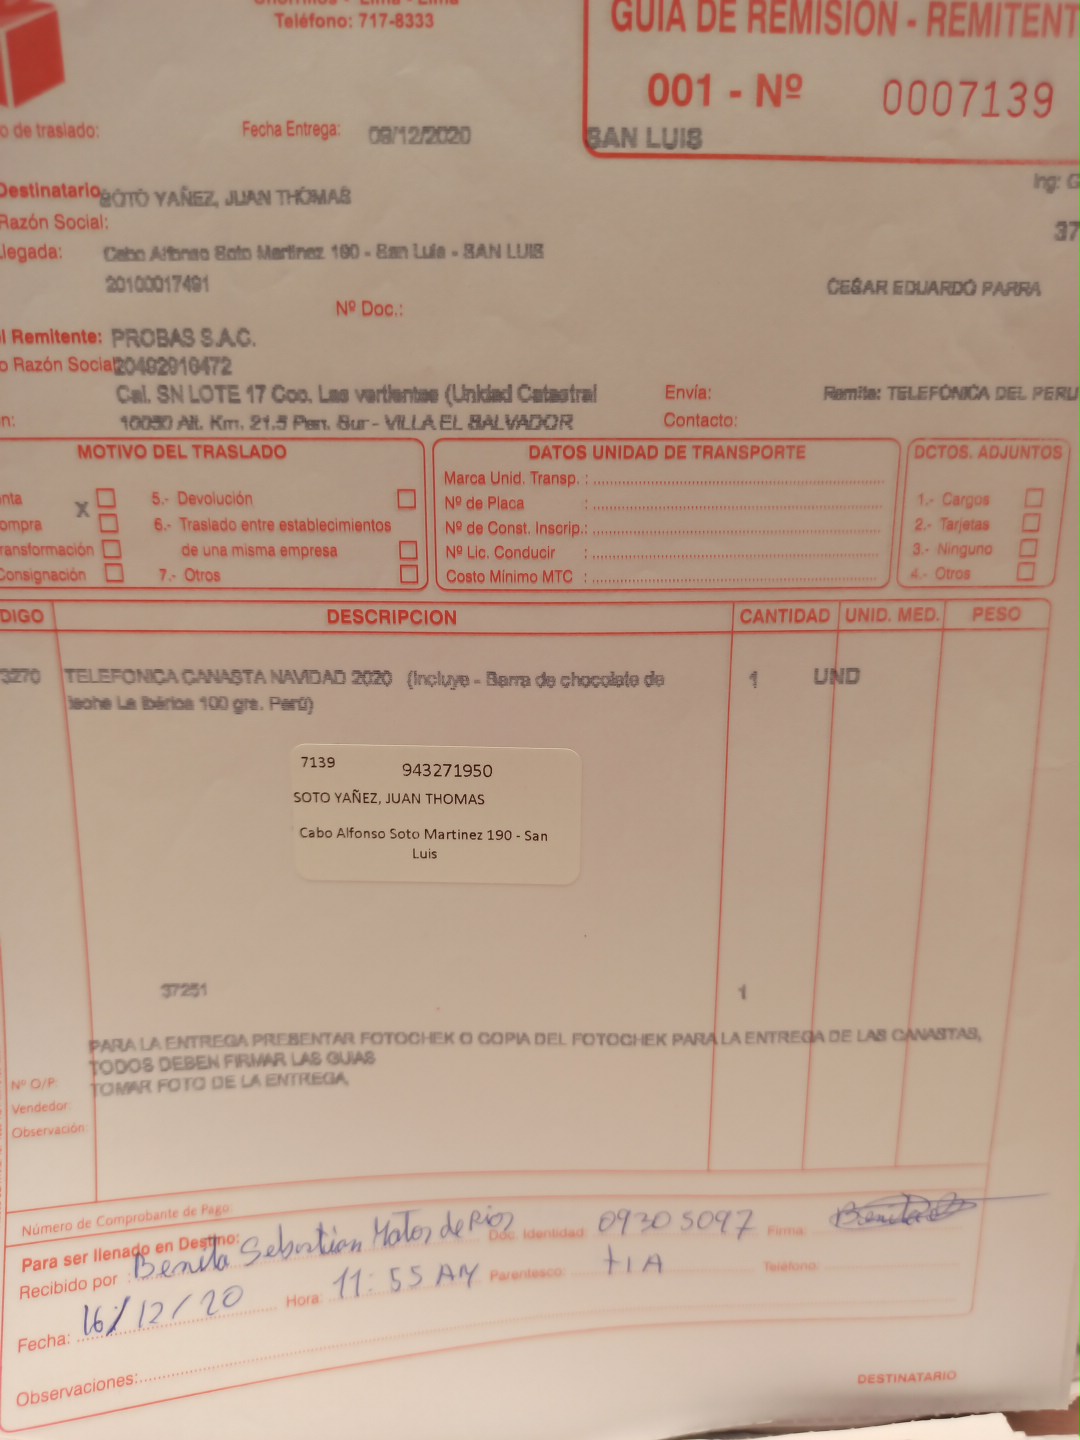 Chorrillos - Lima - Lima
Teléfono: 717-8333
GUIA DE REMISION - REMITENT
001 - Nº 0007139
o de traslado:
Fecha Entrega: 09/12/2020
SAN LUIS
Destinatario SOTO YAÑEZ, JUAN THOMAS
Ing: G
Razón Social:
37
legada: Cabo Alfonso Soto Martinez 190 - San Luis - SAN LUIS
20100017491
CESAR EDUARDO PARRA
Nº Doc.:
l Remitente: PROBAS S.A.C.
o Razón Social 20492916472
Cal. SN LOTE 17 Coo. Las vertientes (Unidad Catastral
Envía: Remite: TELEFONICA DEL PERU
n: 10050 Alt. Km. 21.5 Pan. Sur - VILLA EL SALVADOR
Contacto:
MOTIVO DEL TRASLADO
nta X
ompra
ransformación
Consignación
5.- Devolución
6.- Traslado entre establecimientos
de una misma empresa
7.- Otros
DATOS UNIDAD DE TRANSPORTE
Marca Unid. Transp. :
Nº de Placa :
Nº de Const. Inscrip.:
Nº Lic. Conducir :
Costo Mínimo MTC :
DCTOS. ADJUNTOS
1.- Cargos
2.- Tarjetas
3.- Ninguno
4.- Otros
DIGO DESCRIPCION CANTIDAD UNID. MED. PESO
3270 TELEFONICA CANASTA NAVIDAD 2020 (Incluye - Barra de chocolate de 1 UND
leche La Ibérica 100 grs. Perú)
7139 943271950
SOTO YAÑEZ, JUAN THOMAS
Cabo Alfonso Soto Martinez 190 - San
Luis
37251 1
PARA LA ENTREGA PRESENTAR FOTOCHEK O COPIA DEL FOTOCHEK PARA LA ENTREGA DE LAS CANASTAS,
TODOS DEBEN FIRMAR LAS GUIAS
TOMAR FOTO DE LA ENTREGA,
Nº O/P:
Vendedor:
Observación:
Número de Comprobante de Pago:
Para ser llenado en Destino:
Recibido por : Benita Sebastian Matos de Rios Doc. Identidad: 09305097 Firma: Benita
Fecha: 16/12/20 Hora: 11:55 AM Parentesco: tIA Teléfono:
Observaciones:
DESTINATARIO